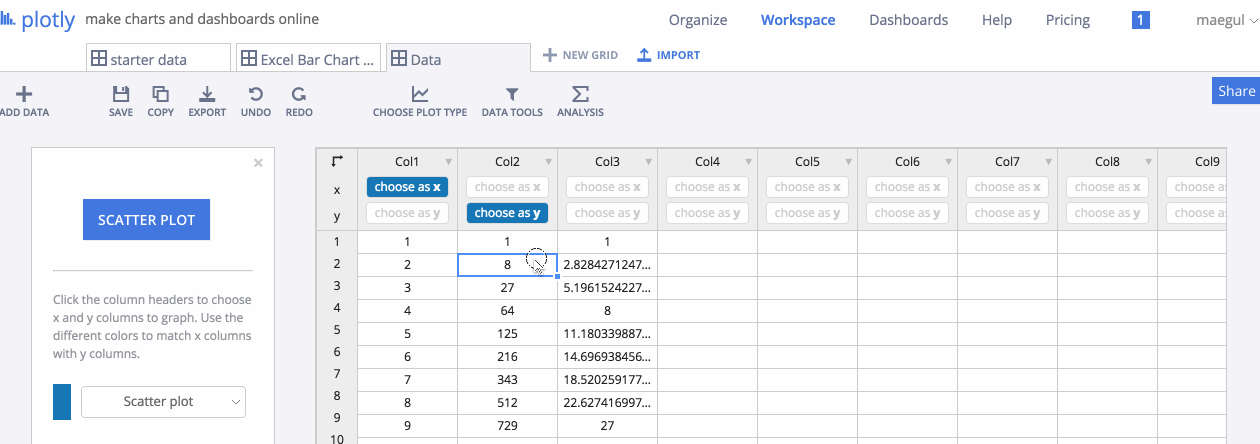 plotly make charts and dashboards online Organize Workspace Dashboards Help Pricing 1 maegul
starter data Excel Bar Chart ... Data NEW GRID IMPORT
ADD DATA SAVE COPY EXPORT UNDO REDO CHOOSE PLOT TYPE DATA TOOLS ANALYSIS Share
SCATTER PLOT
Click the column headers to choose
x and y columns to graph. Use the
different colors to match x columns
with y columns.
Scatter plot
Col1 Col2 Col3 Col4 Col5 Col6 Col7 Col8 Col9
x choose as x choose as x choose as x choose as x choose as x choose as x choose as x choose as x choose as
y choose as y choose as y choose as y choose as y choose as y choose as y choose as y choose as y choose as
1 1 1 1
2 2 8 2.8284271247...
3 3 27 5.1961524227...
4 4 64 8
5 5 125 11.180339887...
6 6 216 14.696938456...
7 7 343 18.520259177...
8 8 512 22.627416997...
9 9 729 27
10